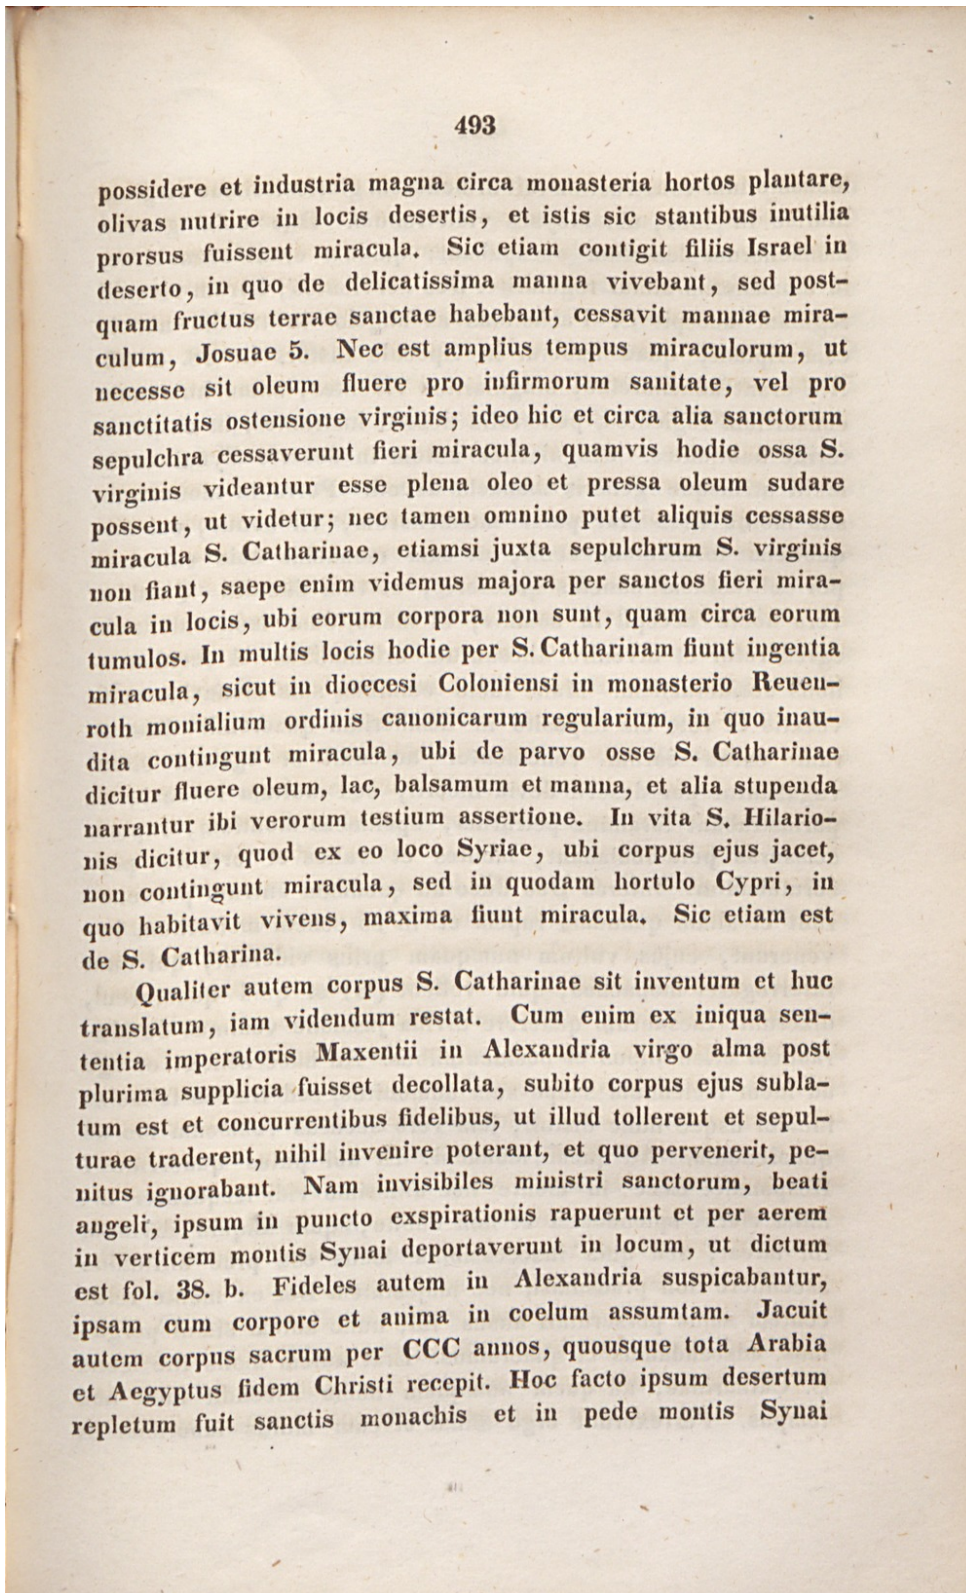 493
possidere et industria magna circa monasteria hortos plantare,
olivas nutrire in locis desertis, et istis sic stantibus inutilia
prorsus fuissent miracula. Sic etiam contigit filiis Israel in
deserto, in quo de delicatissima manna vivebant, sed post-
quam fructus terrae sanctae habebant, cessavit mannae mira-
culum, Josuae 5. Nec est amplius tempus miraculorum, ut
necesse sit oleum fluere pro infirmorum sanitate, vel pro
sanctitatis ostensione virginis; ideo hic et circa alia sanctorum
sepulchra cessaverunt fieri miracula, quamvis hodie ossa S.
virginis videantur esse plena oleo et pressa oleum sudare
possent, ut videtur; nec tamen omnino putet aliquis cessasse
miracula S. Catharinae, etiamsi juxta sepulchrum S. virginis
non fiant, saepe enim videmus majora per sanctos fieri mira-
cula in locis, ubi eorum corpora non sunt, quam circa eorum
tumulos. In multis locis hodie per S. Catharinam fiunt ingentia
miracula, sicut in dioecesi Coloniensi in monasterio Reuen-
roth monialium ordinis canonicarum regularium, in quo inau-
dita contingunt miracula, ubi de parvo osse S. Catharinae
dicitur fluere oleum, lac, balsamum et manna, et alia stupenda
narrantur ibi verorum testium assertione. In vita S. Hilario-
nis dicitur, quod ex eo loco Syriae, ubi corpus ejus jacet,
non contingunt miracula, sed in quodam hortulo Cypri, in
quo habitavit vivens, maxima fiunt miracula. Sic etiam est
de S. Catharina.
Qualiter autem corpus S. Catharinae sit inventum et huc
translatum, iam videndum restat. Cum enim ex iniqua sen-
tentia imperatoris Maxentii in Alexandria virgo alma post
plurima supplicia fuisset decollata, subito corpus ejus subla-
tum est et concurrentibus fidelibus, ut illud tollerent et sepul-
turae traderent, nihil invenire poterant, et quo pervenerit, pe-
nitus ignorabant. Nam invisibiles ministri sanctorum, beati
angeli, ipsum in puncto exspirationis rapuerunt et per aerem
in verticem montis Synai deportaverunt in locum, ut dictum
est fol. 38. b. Fideles autem in Alexandria suspicabantur,
ipsam cum corpore et anima in coelum assumtam. Jacuit
autem corpus sacrum per CCC annos, quousque tota Arabia
et Aegyptus fidem Christi recepit. Hoc facto ipsum desertum
repletum fuit sanctis monachis et in pede montis Synai